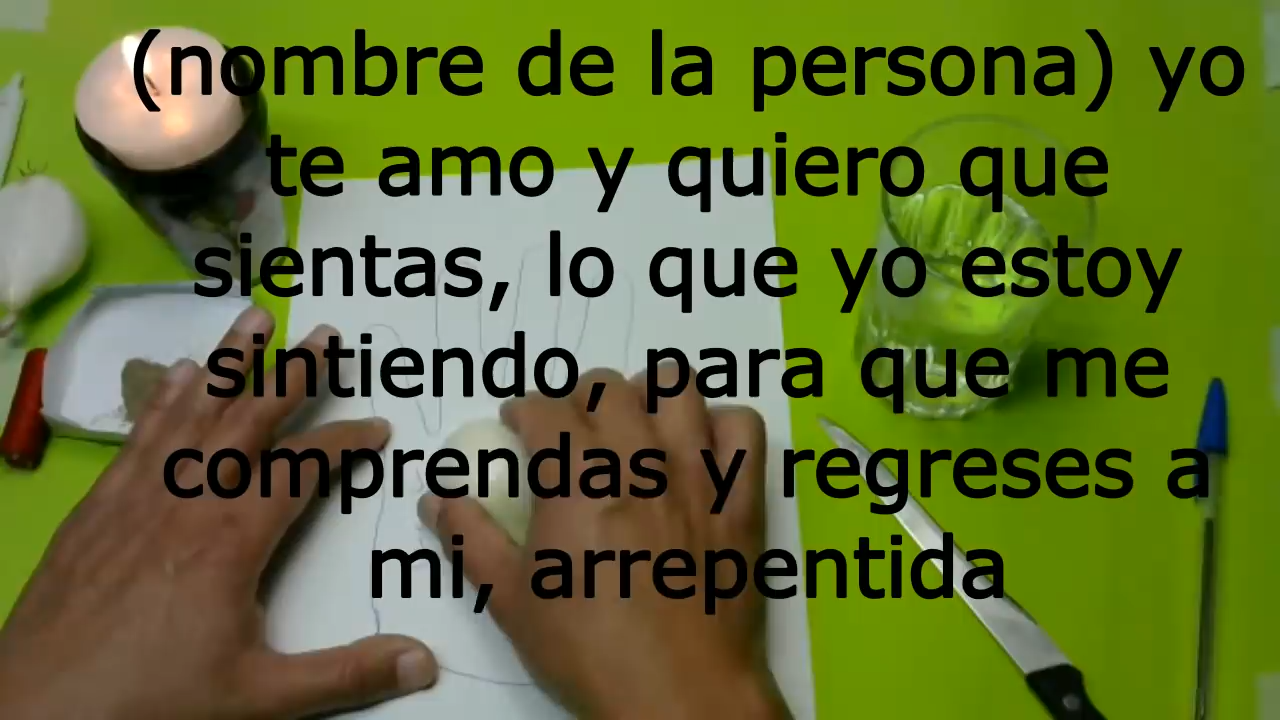 (nombre de la persona) yo
te amo y quiero que
sientas, lo que yo estoy
sintiendo, para que me
comprendas y regreses a
mi, arrepentida